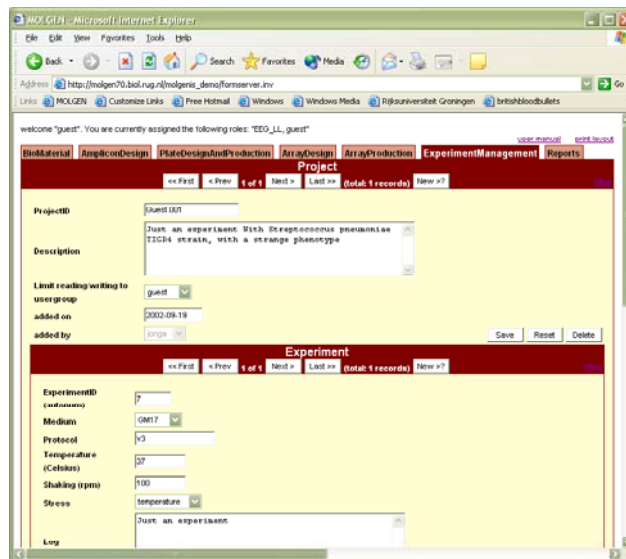 MOLGEN - Microsoft Internet Explorer
File Edit View Favorites Tools Help
Back Search Favorites Media
Address http://molgen70.biol.rug.nl/molgenis_demo/formserver.inv Go
Links MOLGEN Customize Links Free Hotmail Windows Windows Media Rijksuniversiteit Groningen britishbloodbullets
welcome "guest". You are currently assigned the following roles: "EEG_LL, guest"
user manual print layout
BioMaterial AmpliconDesign PlateDesignAndProduction ArrayDesign ArrayProduction ExperimentManagement Reports
Project
<< First < Prev 1 of 1 Next > Last >> (total: 1 records) New >?
ProjectID Guest.001
Description Just an experiment With Streptococcus pneumoniae
TIGR4 strain, with a strange phenotype
Limit reading/writing to
usergroup guest
added on 2002-09-19
added by jonga Save Reset Delete
Experiment
<< First < Prev 1 of 1 Next > Last >> (total: 1 records) New >?
ExperimentID
(autonum) 7
Medium GM17
Protocol v3
Temperature
(Celsius) 37
Shaking (rpm) 100
Stress temperature
Just an experiment
Log